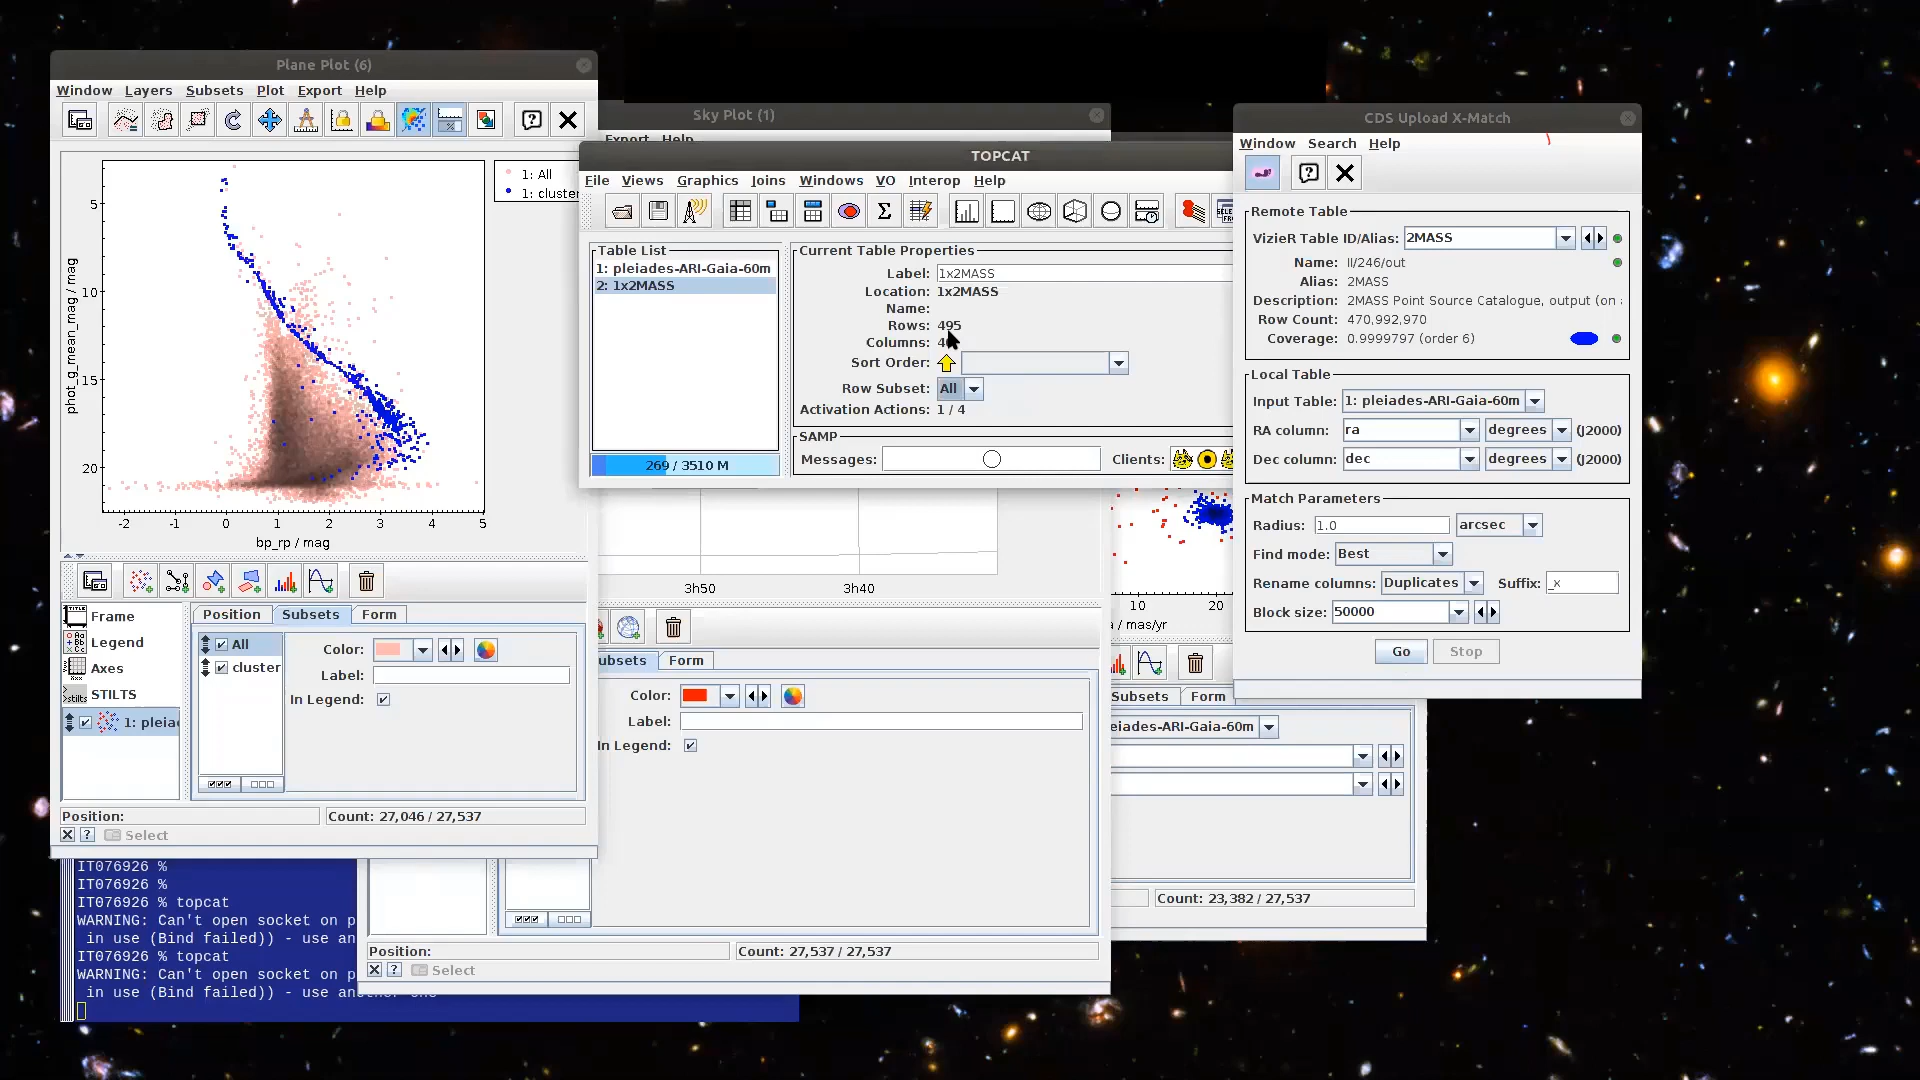 Plane Plot (6)
Window Layers Subsets Plot Export Help
1: All
1: cluster
5
10
15
20
phot_g_mean_mag / mag
-2 -1 0 1 2 3 4 5
bp_rp / mag
Frame
Legend
Axes
STILTS
1: pleia
Position Subsets Form
All
cluster
Color:
Label:
In Legend:
Position:
Count: 27,046 / 27,537
Select
Sky Plot (1)
Export Help
TOPCAT
File Views Graphics Joins Windows VO Interop Help
Table List
1: pleiades-ARI-Gaia-60m
2: 1x2MASS
269 / 3510 M
Current Table Properties
Label: 1x2MASS
Location: 1x2MASS
Name:
Rows: 495
Columns:
Sort Order:
Row Subset: All
Activation Actions: 1 / 4
SAMP
Messages:
Clients:
CDS Upload X-Match
Window Search Help
Remote Table
VizieR Table ID/Alias: 2MASS
Name: II/246/out
Alias: 2MASS
Description: 2MASS Point Source Catalogue, output (on
Row Count: 470,992,970
Coverage: 0.9999797 (order 6)
Local Table
Input Table: 1: pleiades-ARI-Gaia-60m
RA column: ra degrees (J2000)
Dec column: dec degrees (J2000)
Match Parameters
Radius: 1.0 arcsec
Find mode: Best
Rename columns: Duplicates Suffix: _x
Block size: 50000
Go Stop
3h50 3h40
ubsets Form
Color:
Label:
In Legend:
Position:
Count: 27,537 / 27,537
Select
10 20
/ mas/yr
Subsets Form
eiades-ARI-Gaia-60m
Count: 23,382 / 27,537
IT076926 %
IT076926 %
IT076926 % topcat
WARNING: Can't open socket on p
in use (Bind failed)) - use an
IT076926 % topcat
WARNING: Can't open socket on p
in use (Bind failed)) - use another one